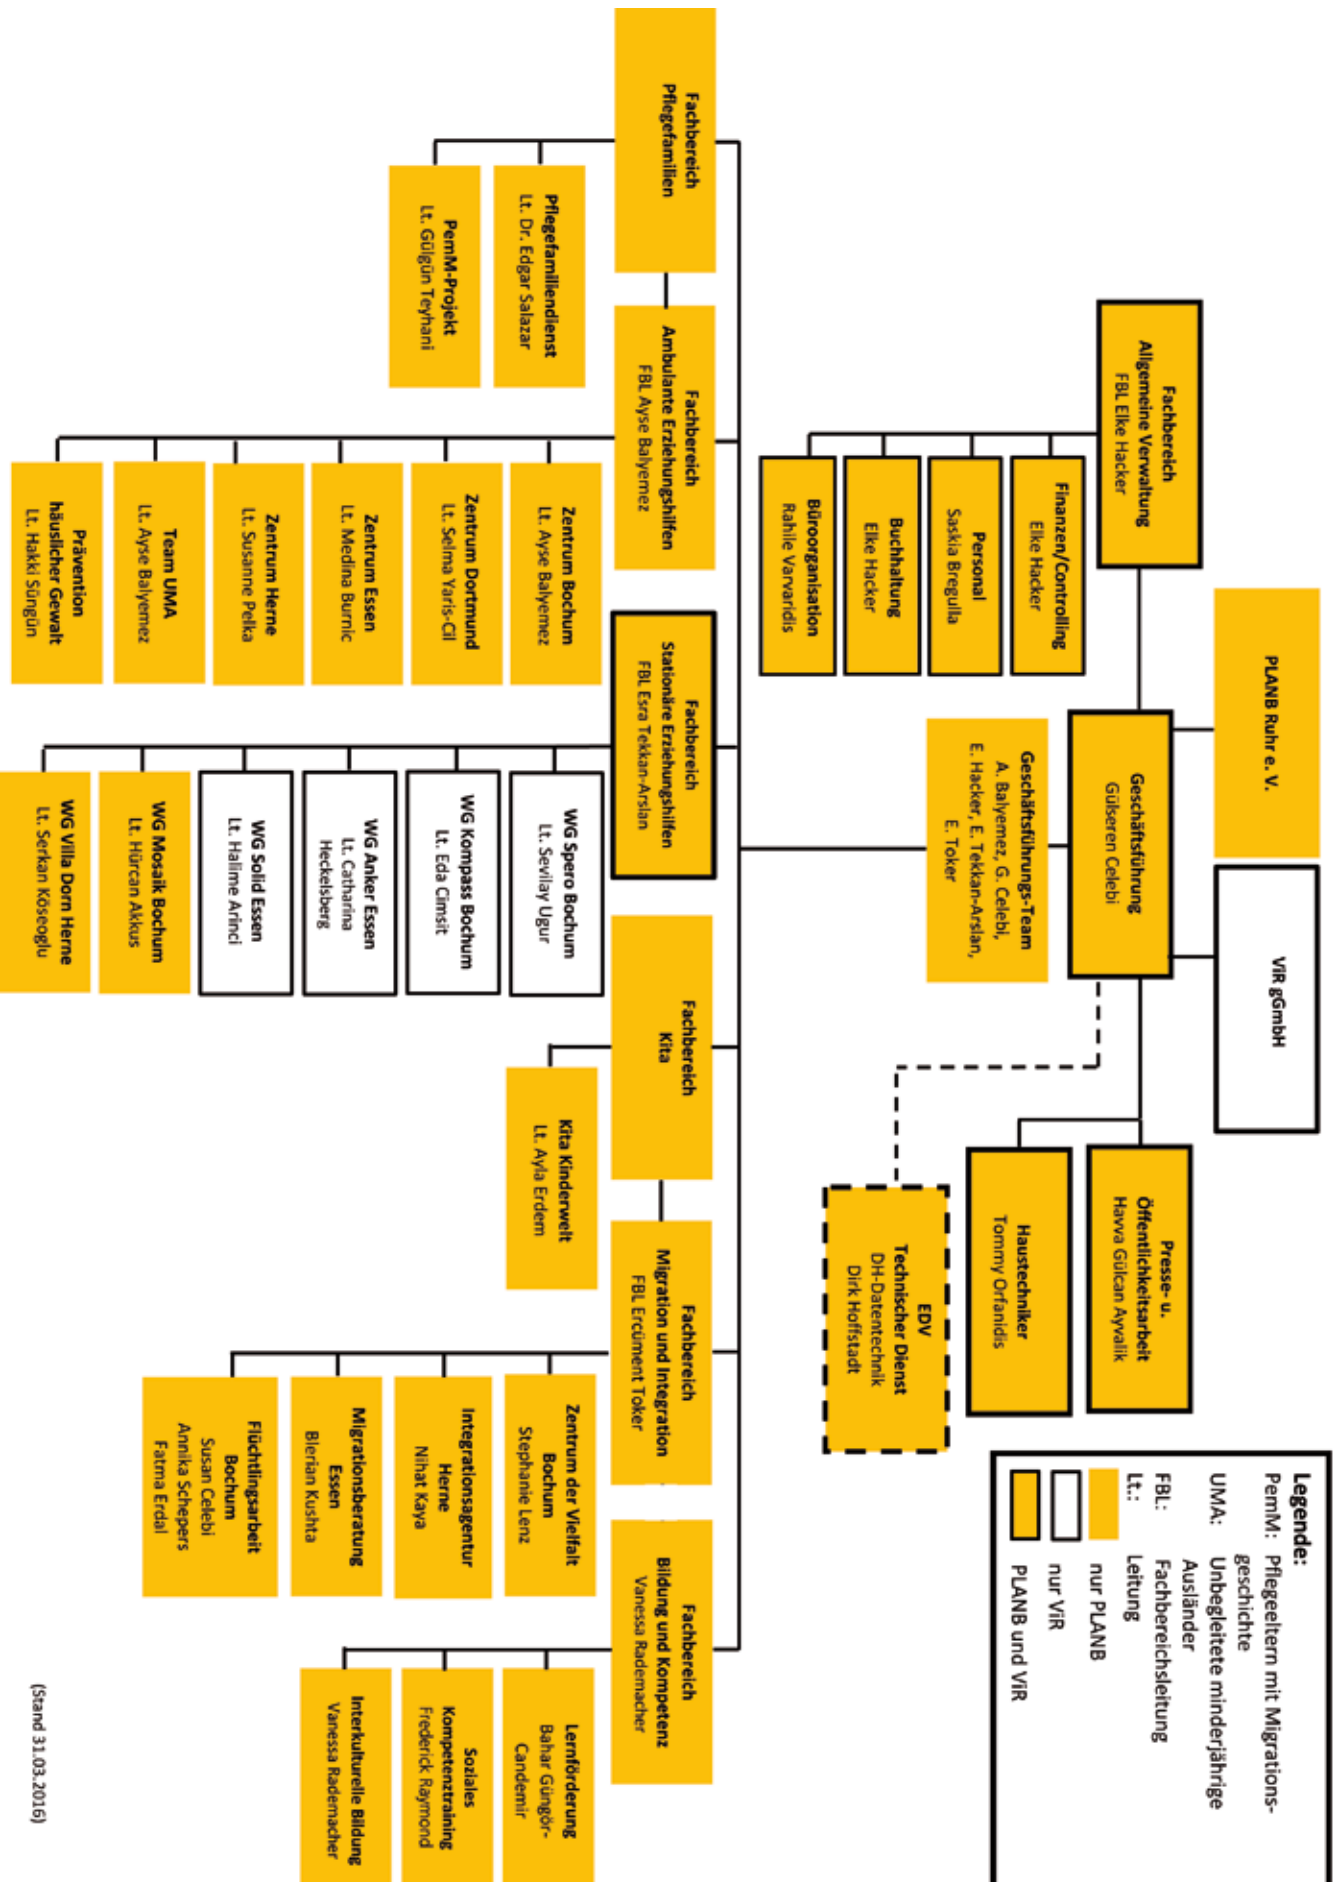 PLANB Ruhr e. V.
ViR gGmbH
Geschäftsführung
Gülseren Celebi
Fachbereich
Allgemeine Verwaltung
FBL Elke Hacker
Finanzen/Controlling
Elke Hacker
Personal
Saskia Bregulla
Buchhaltung
Elke Hacker
Büroorganisation
Rahile Varvaridis
Geschäftsführungs-Team
A. Balyemez, G. Celebi,
E. Hacker, E. Tekkan-Arslan,
E. Toker
Presse- u.
Öffentlichkeitsarbeit
Havva Gülcan Ayvalik
Haustechniker
Tommy Orfanidis
EDV
Technischer Dienst
DH-Datentechnik
Dirk Hoffstadt
Legende:
PemM: Pflegeeltern mit Migrations-
geschichte
UMA: Unbegleitete minderjährige
Ausländer
FBL: Fachbereichsleitung
Lt.: Leitung
nur PLANB
nur ViR
PLANB und ViR
Fachbereich
Pflegefamilien
Pflegefamiliendienst
Lt. Dr. Edgar Salazar
PemM-Projekt
Lt. Gülgün Teyhani
Fachbereich
Ambulante Erziehungshilfen
FBL Ayse Balyemez
Zentrum Bochum
Lt. Ayse Balyemez
Zentrum Dortmund
Lt. Selma Yaris-Cil
Zentrum Essen
Lt. Medina Burnic
Zentrum Herne
Lt. Susanne Pelka
Team UMA
Lt. Ayse Balyemez
Prävention
häuslicher Gewalt
Lt. Hakki Süngün
Fachbereich
Stationäre Erziehungshilfen
FBL Esra Tekkan-Arslan
WG Spero Bochum
Lt. Sevilay Ugur
WG Kompass Bochum
Lt. Eda Cimsit
WG Anker Essen
Lt. Catharina
Heckelsberg
WG Solid Essen
Lt. Halime Arinci
WG Mosaik Bochum
Lt. Hürcan Akkus
WG Villa Dorn Herne
Lt. Serkan Köseoglu
Fachbereich
Kita
Kita Kinderwelt
Lt. Ayla Erdem
Fachbereich
Migration und Integration
FBL Ercüment Toker
Zentrum der Vielfalt
Bochum
Stephanie Lenz
Integrationsagentur
Herne
Nihat Kaya
Migrationsberatung
Essen
Blerian Kushta
Flüchtlingsarbeit
Bochum
Susan Celebi
Annika Schepers
Fatma Erdal
Fachbereich
Bildung und Kompetenz
Vanessa Rademacher
Lernförderung
Bahar Güngör-
Candemir
Soziales
Kompetenztraining
Frederick Raymond
Interkulturelle Bildung
Vanessa Rademacher
(Stand 31.03.2016)